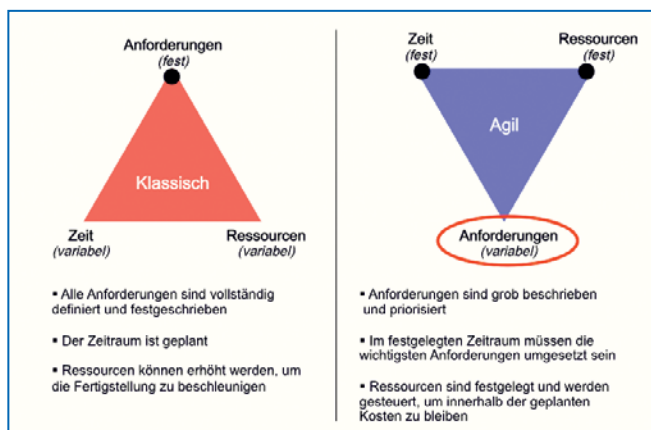 Anforderungen
(fest)
Klassisch
Zeit
(variabel)
Ressourcen
(variabel)
▪ Alle Anforderungen sind vollständig
definiert und festgeschrieben
▪ Der Zeitraum ist geplant
▪ Ressourcen können erhöht werden, um
die Fertigstellung zu beschleunigen
Zeit
(fest)
Ressourcen
(fest)
Agil
Anforderungen
(variabel)
▪ Anforderungen sind grob beschrieben
und priorisiert
▪ Im festgelegten Zeitraum müssen die
wichtigsten Anforderungen umgesetzt sein
▪ Ressourcen sind festgelegt und werden
gesteuert, um innerhalb der geplanten
Kosten zu bleiben